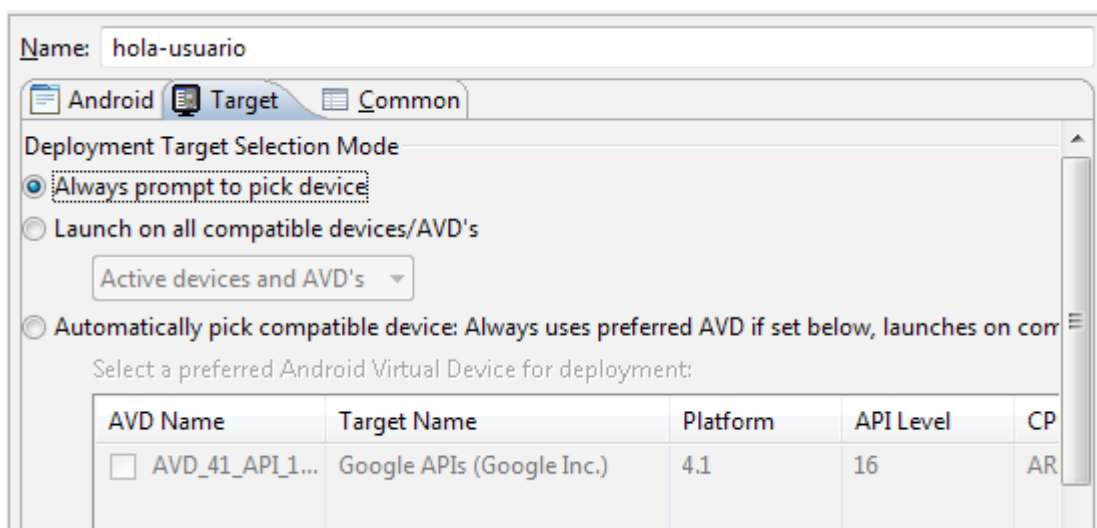 Name: hola-usuario
Android Target Common
Deployment Target Selection Mode
Always prompt to pick device
Launch on all compatible devices/AVD's
Active devices and AVD's
Automatically pick compatible device: Always uses preferred AVD if set below, launches on com
Select a preferred Android Virtual Device for deployment:
AVD Name Target Name Platform API Level CP
AVD_41_API_1... Google APIs (Google Inc.) 4.1 16 AR